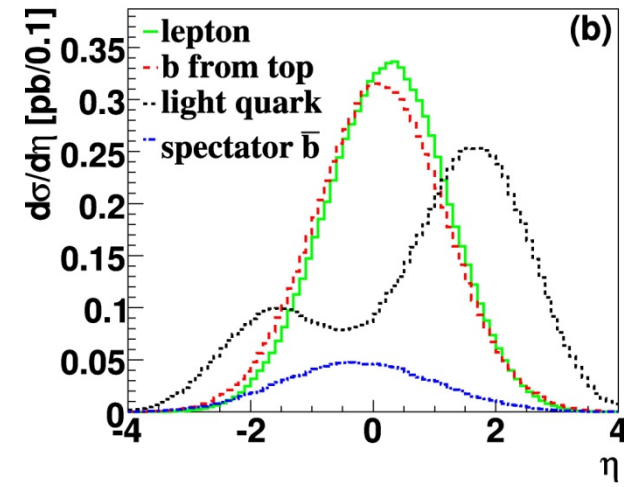 (b)
lepton
b from top
light quark
spectator b̅
dσ/dη [pb/0.1]
0.35
0.3
0.25
0.2
0.15
0.1
0.05
0
-4 -2 0 2 4
η